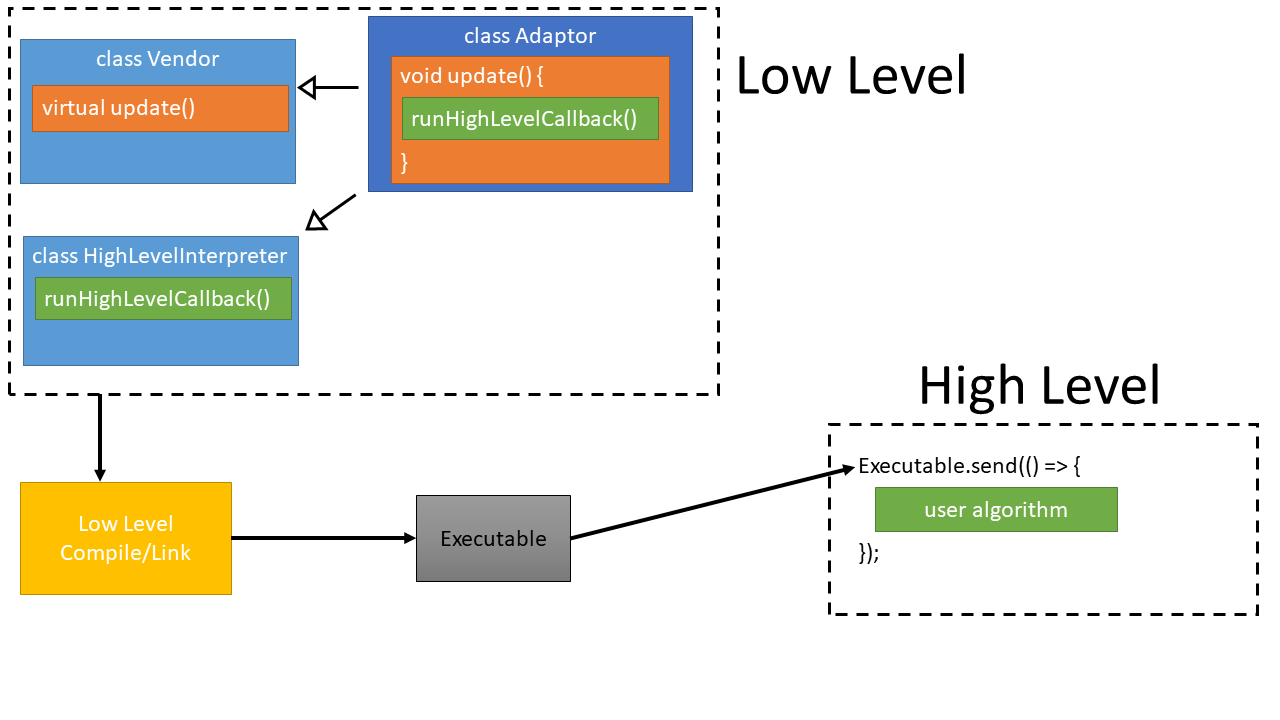 class Adaptor
class Vendor
void update() {
virtual update()
runHighLevelCallback()
}
Low Level
class HighLevelInterpreter
runHighLevelCallback()
High Level
Executable.send(() => {
user algorithm
});
Low Level
Compile/Link
Executable